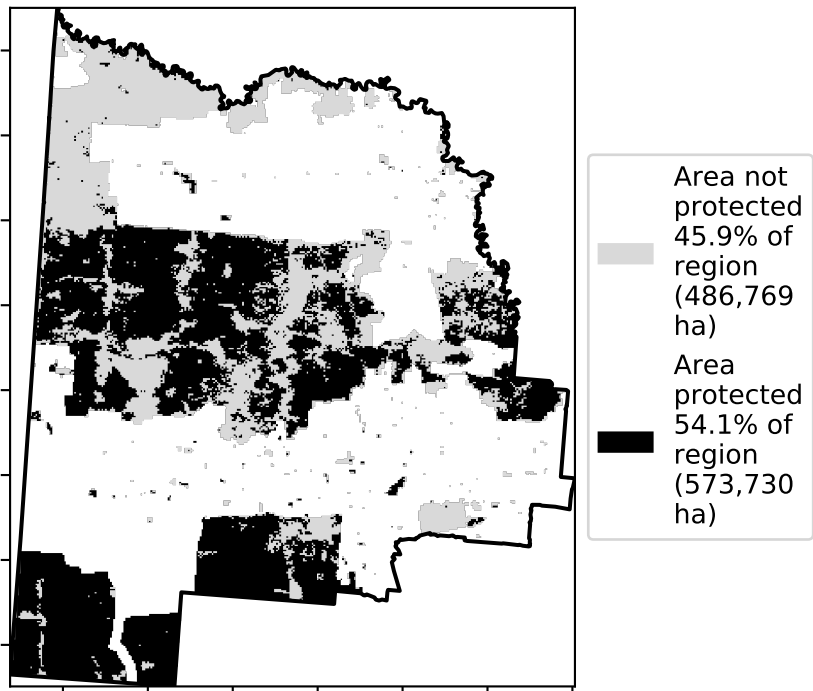 Area not
protected
45.9% of
region
(486,769
ha)
Area
protected
54.1% of
region
(573,730
ha)